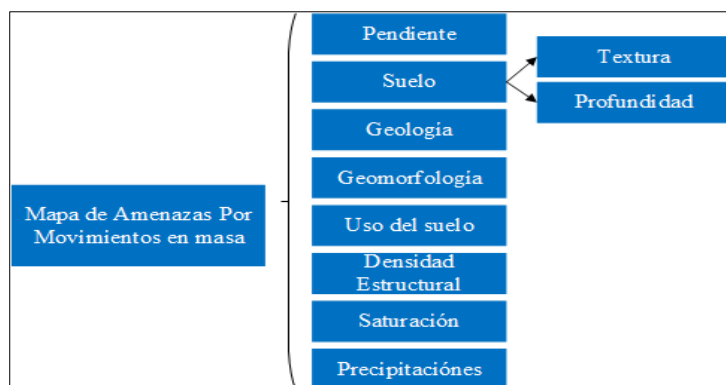 Pendiente
Suelo
Textura
Profundidad
Geología
Geomorfología
Mapa de Amenazas Por
Movimientos en masa
Uso del suelo
Densidad
Estructural
Saturación
Precipitaciónes